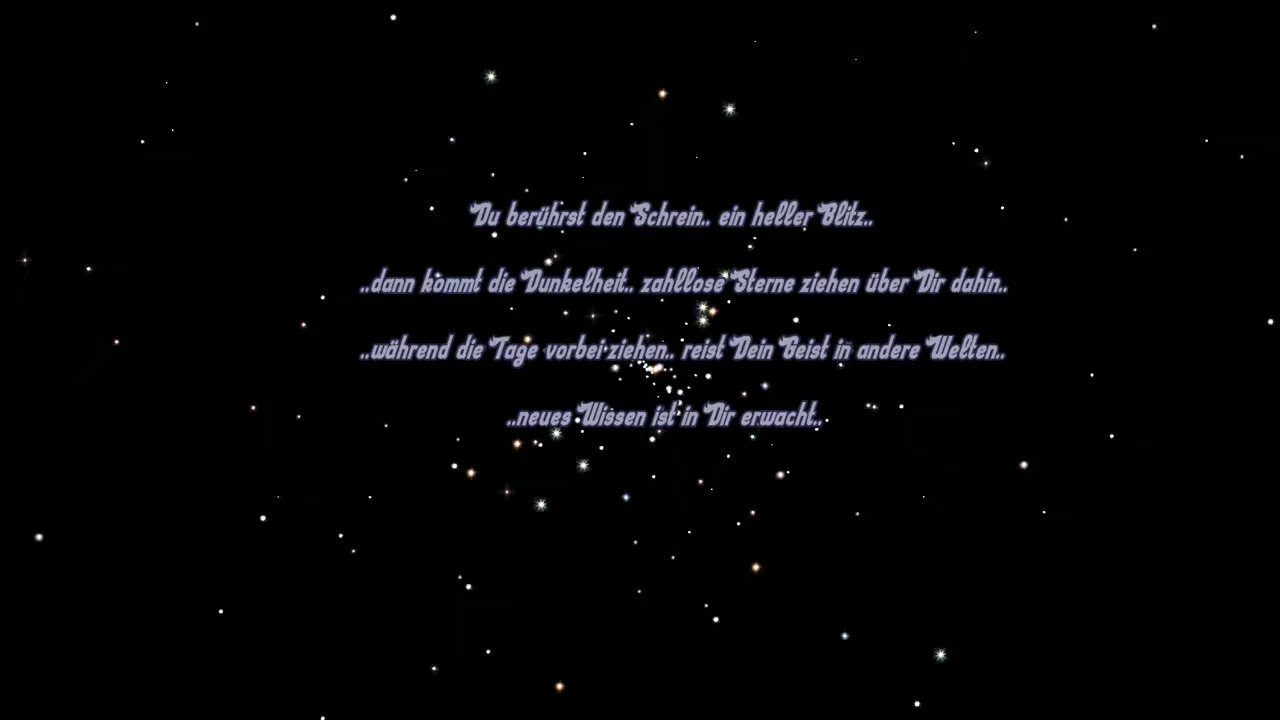 Du berührst den Schrein.. ein heller Blitz..
..dann kommt die Dunkelheit.. zahllose Sterne ziehen über Dir dahin..
..während die Tage vorbei ziehen.. reist Dein Geist in andere Welten..
..neues Wissen ist in Dir erwacht..